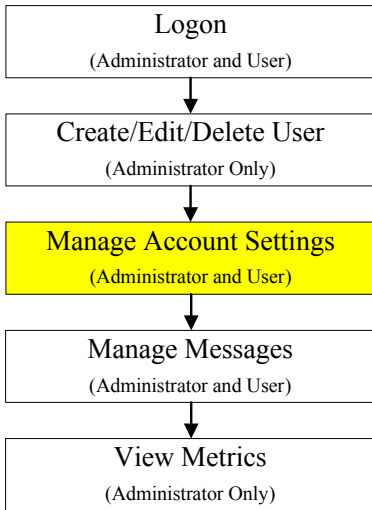 Logon
(Administrator and User)
Create/Edit/Delete User
(Administrator Only)
Manage Account Settings
(Administrator and User)
Manage Messages
(Administrator and User)
View Metrics
(Administrator Only)